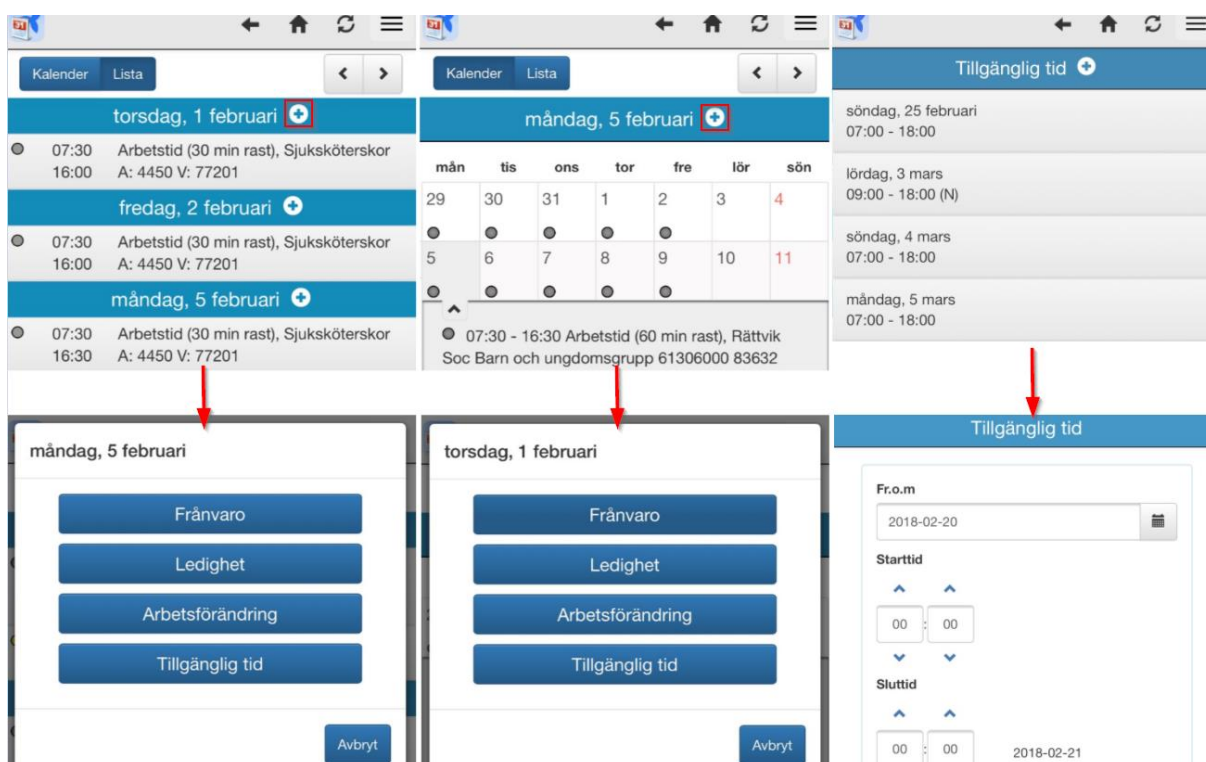 Kalender Lista
torsdag, 1 februari
07:30 Arbetstid (30 min rast), Sjuksköterskor
16:00 A: 4450 V: 77201
fredag, 2 februari
07:30 Arbetstid (30 min rast), Sjuksköterskor
16:00 A: 4450 V: 77201
måndag, 5 februari
07:30 Arbetstid (30 min rast), Sjuksköterskor
16:30 A: 4450 V: 77201
Kalender Lista
måndag, 5 februari
mån tis ons tor fre lör sön
29 30 31 1 2 3 4
5 6 7 8 9 10 11
07:30 - 16:30 Arbetstid (60 min rast), Rättvik
Soc Barn och ungdomsgrupp 61306000 83632
Tillgänglig tid
söndag, 25 februari
07:00 - 18:00
lördag, 3 mars
09:00 - 18:00 (N)
söndag, 4 mars
07:00 - 18:00
måndag, 5 mars
07:00 - 18:00
måndag, 5 februari
Frånvaro
Ledighet
Arbetsförändring
Tillgänglig tid
Avbryt
torsdag, 1 februari
Frånvaro
Ledighet
Arbetsförändring
Tillgänglig tid
Avbryt
Tillgänglig tid
Fr.o.m
2018-02-20
Starttid
00 : 00
Sluttid
00 : 00 2018-02-21